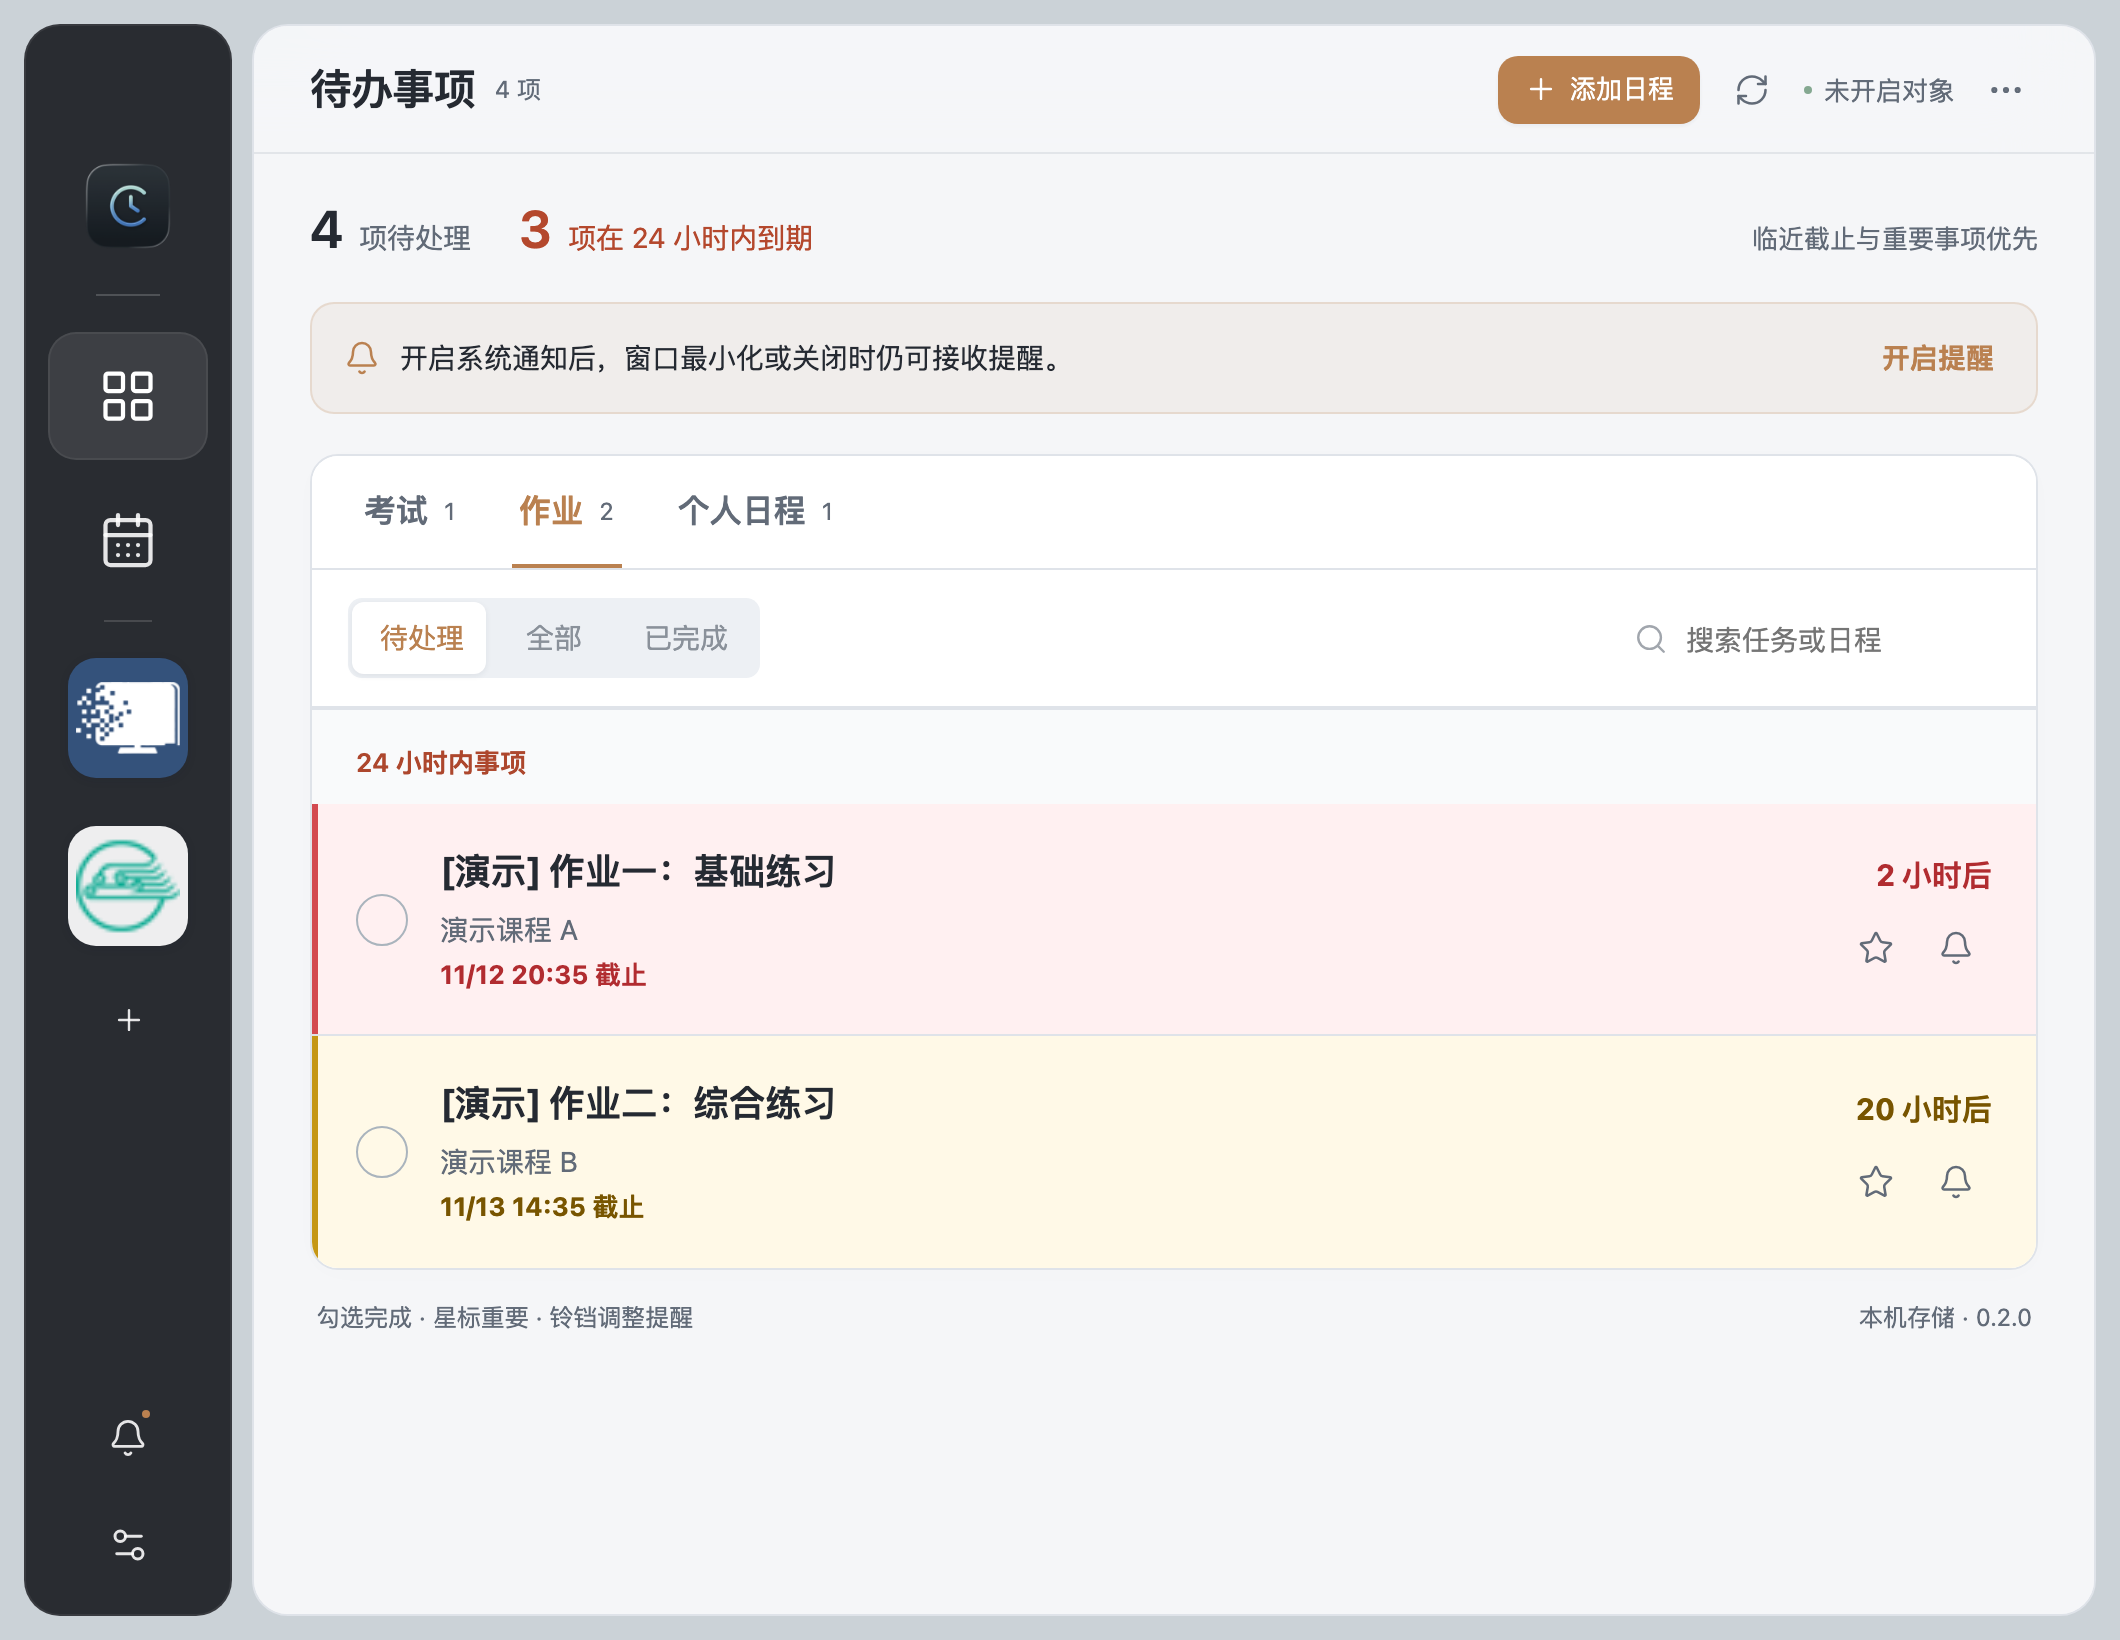 待办事项 4 项
添加日程
未开启对象
4 项待处理 3 项在 24 小时内到期
临近截止与重要事项优先
开启系统通知后，窗口最小化或关闭时仍可接收提醒。
开启提醒
考试 1 作业 2 个人日程 1
待处理 全部 已完成
搜索任务或日程
24 小时内事项
[演示] 作业一：基础练习
2 小时后
演示课程 A
11/12 20:35 截止
[演示] 作业二：综合练习
20 小时后
演示课程 B
11/13 14:35 截止
勾选完成 · 星标重要 · 铃铛调整提醒
本机存储 · 0.2.0